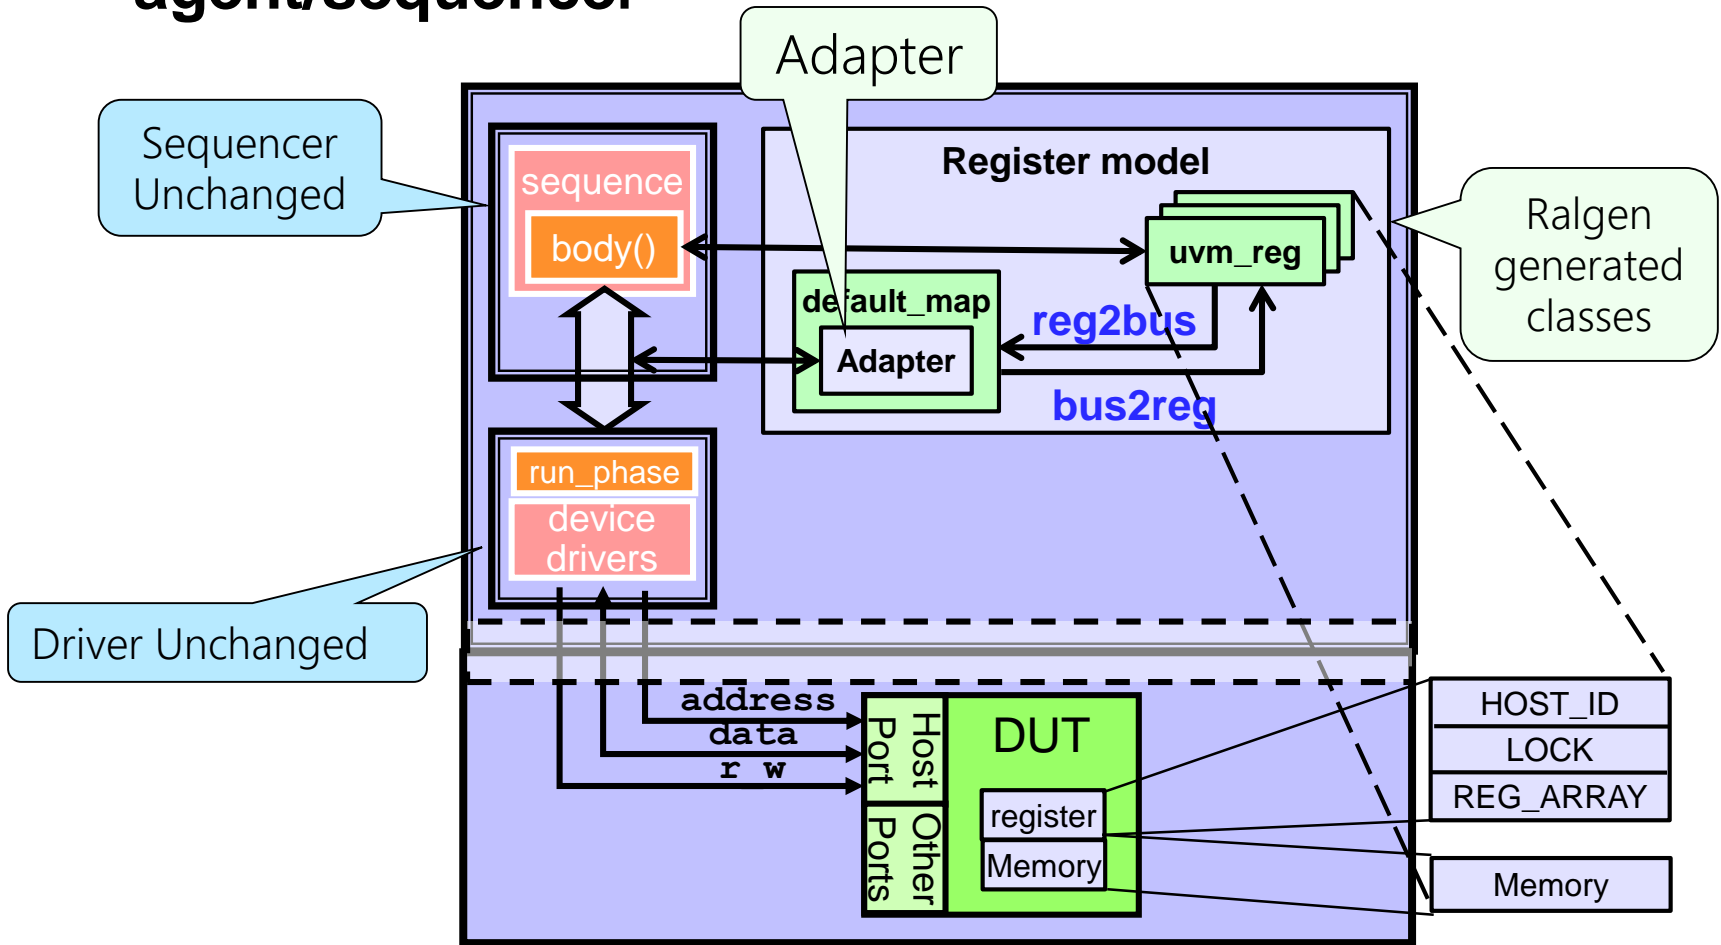 agent/sequencer
Adapter
Sequencer
Unchanged
sequence
body()
Register model
uvm_reg
default_map
Adapter
reg2bus
bus2reg
Ralgen
generated
classes
run_phase
device
drivers
Driver Unchanged
address
data
r w
Host
Port
Other
Ports
DUT
register
Memory
HOST_ID
LOCK
REG_ARRAY
Memory